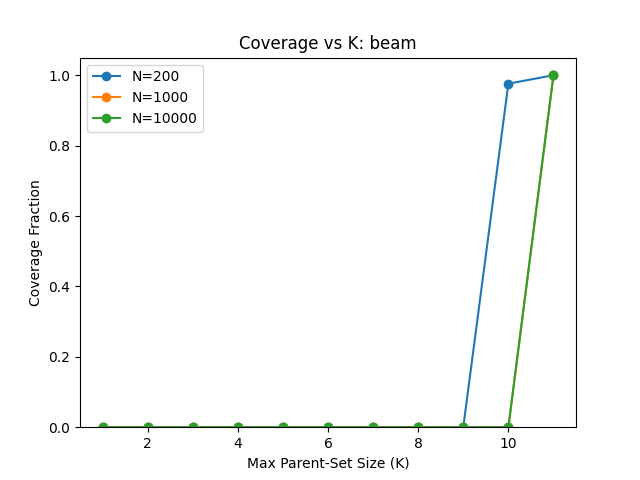 Coverage vs K: beam
N=200
N=1000
N=10000
Coverage Fraction
1.0
0.8
0.6
0.4
0.2
0.0
2 4 6 8 10
Max Parent-Set Size (K)